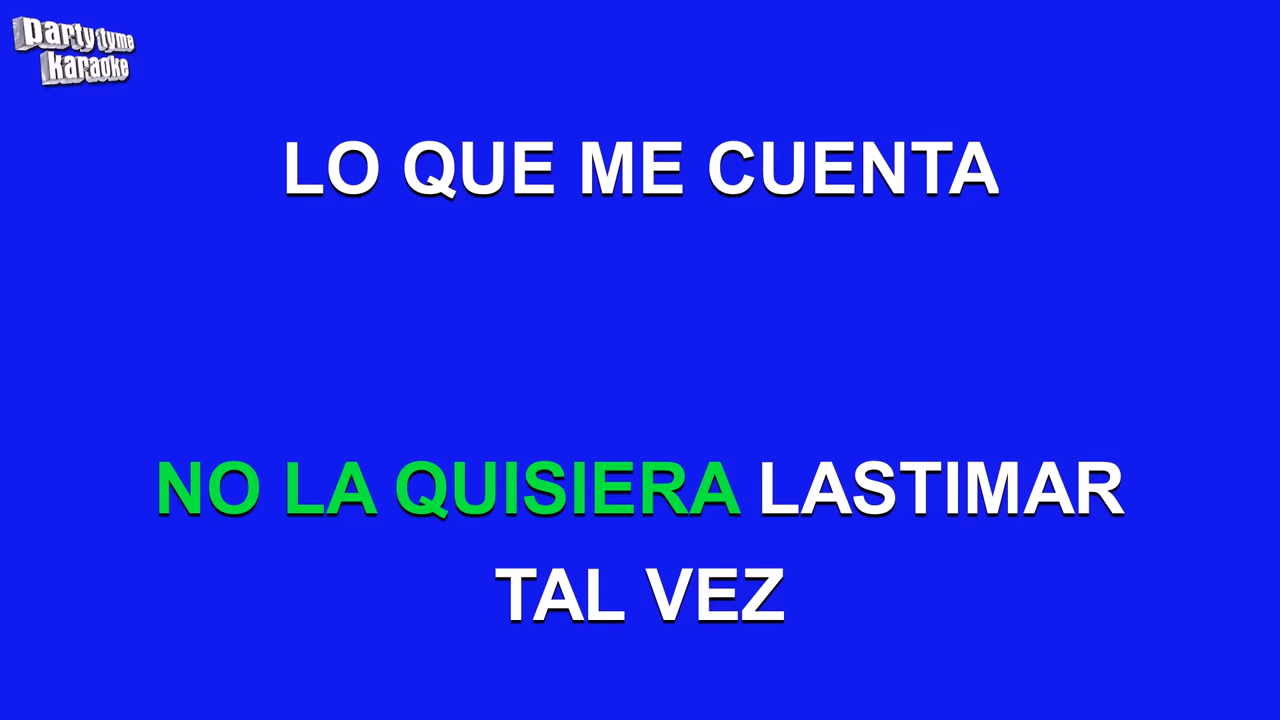 party tyme
karaoke
LO QUE ME CUENTA
NO LA QUISIERA LASTIMAR
TAL VEZ